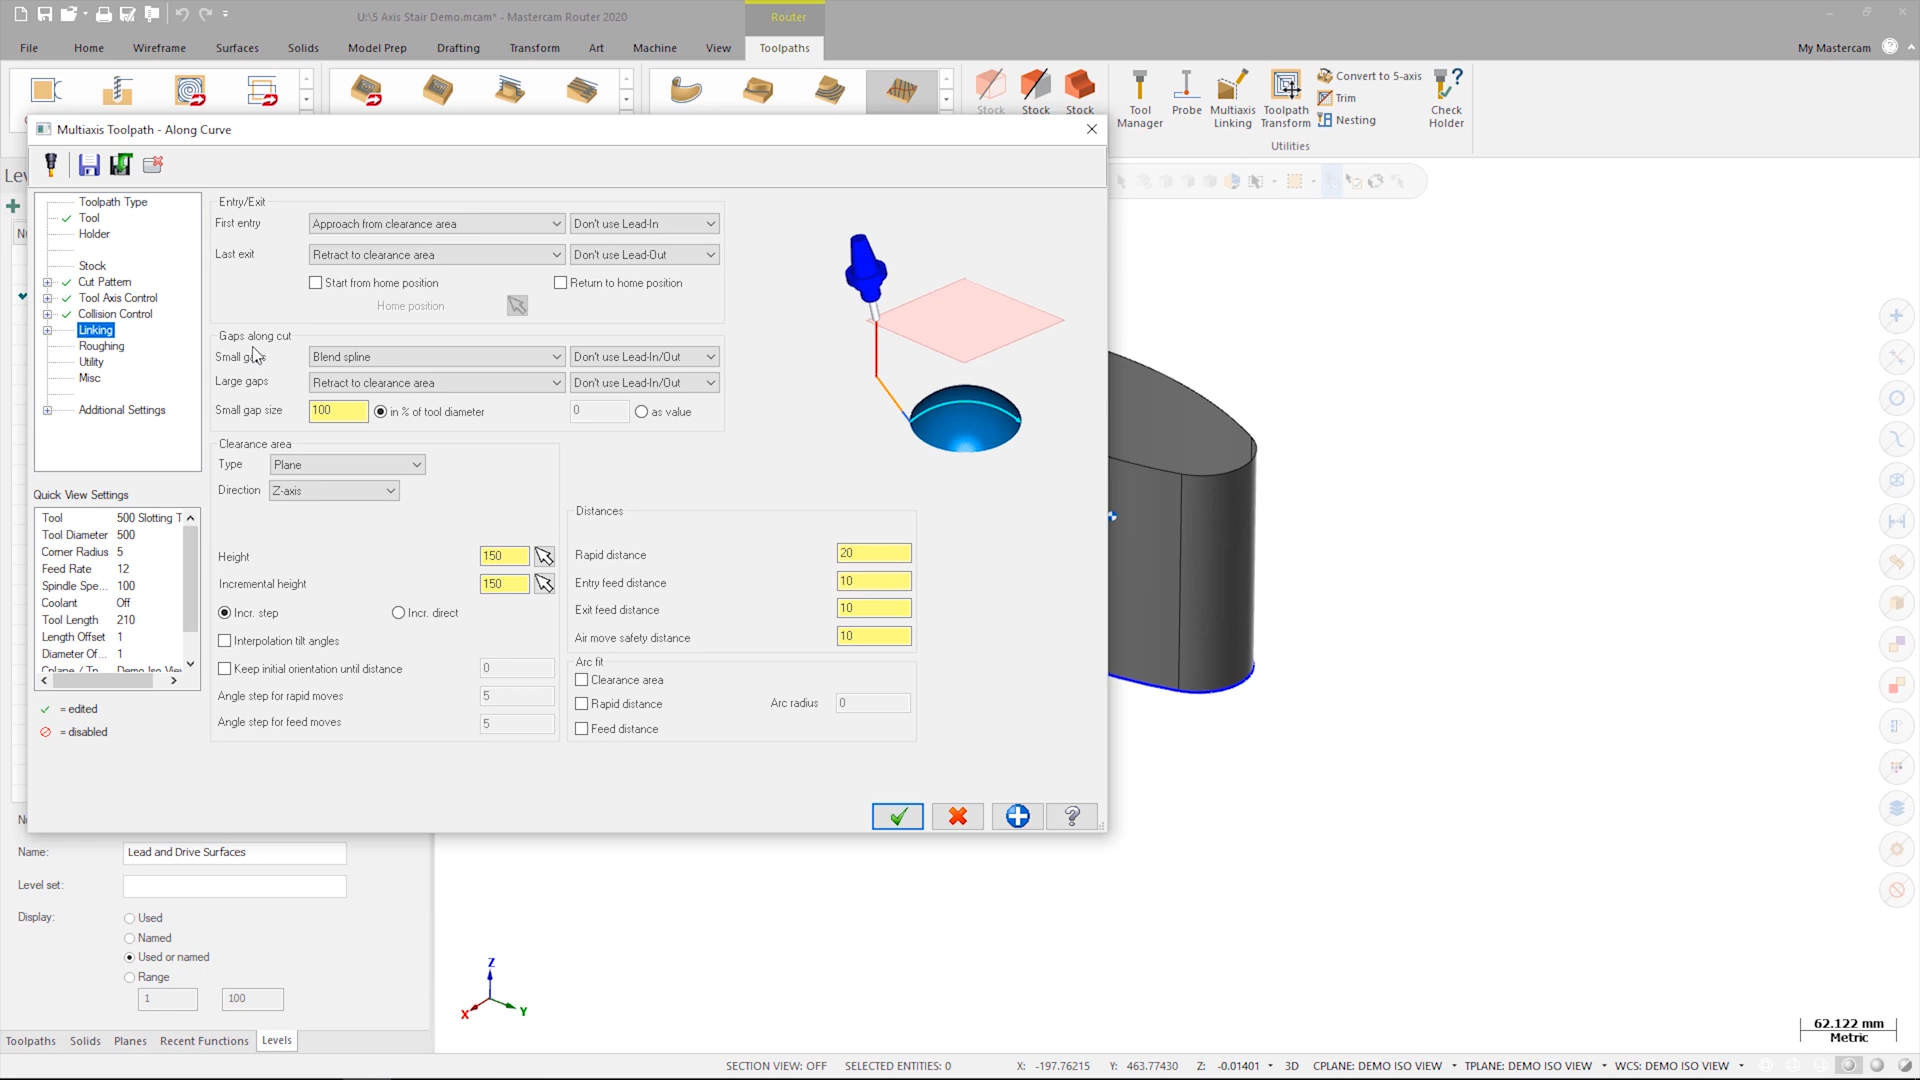 U:\5 Axis Stair Demo.mcam* - Mastercam Router 2020
Router
File Home Wireframe Surfaces Solids Model Prep Drafting Transform Art Machine View Toolpaths
My Mastercam
Stock Stock Stock
Tool Manager
Probe
Multiaxis Linking
Toolpath Transform
Convert to 5-axis
Trim
Nesting
Check Holder
Utilities
Multiaxis Toolpath - Along Curve
Toolpath Type
Tool
Holder
Stock
Cut Pattern
Tool Axis Control
Collision Control
Linking
Roughing
Utility
Misc
Additional Settings
Quick View Settings
Tool 500 Slotting T
Tool Diameter 500
Corner Radius 5
Feed Rate 12
Spindle Spe... 100
Coolant Off
Tool Length 210
Length Offset 1
Diameter Of... 1
= edited
= disabled
Entry/Exit
First entry Approach from clearance area Don't use Lead-In
Last exit Retract to clearance area Don't use Lead-Out
Start from home position Return to home position
Home position
Gaps along cut
Small gaps Blend spline Don't use Lead-In/Out
Large gaps Retract to clearance area Don't use Lead-In/Out
Small gap size 100 in % of tool diameter 0 as value
Clearance area
Type Plane
Direction Z-axis
Height 150
Incremental height 150
Incr. step Incr. direct
Interpolation tilt angles
Keep initial orientation until distance 0
Angle step for rapid moves 5
Angle step for feed moves 5
Distances
Rapid distance 20
Entry feed distance 10
Exit feed distance 10
Air move safety distance 10
Arc fit
Clearance area
Rapid distance Arc radius 0
Feed distance
Name: Lead and Drive Surfaces
Level set:
Display: Used
Named
Used or named
Range
1 100
Z
X Y
Toolpaths Solids Planes Recent Functions Levels
62.122 mm
Metric
SECTION VIEW: OFF SELECTED ENTITIES: 0 X: -197.76215 Y: 463.77430 Z: -0.01401 3D CPLANE: DEMO ISO VIEW TPLANE: DEMO ISO VIEW WCS: DEMO ISO VIEW